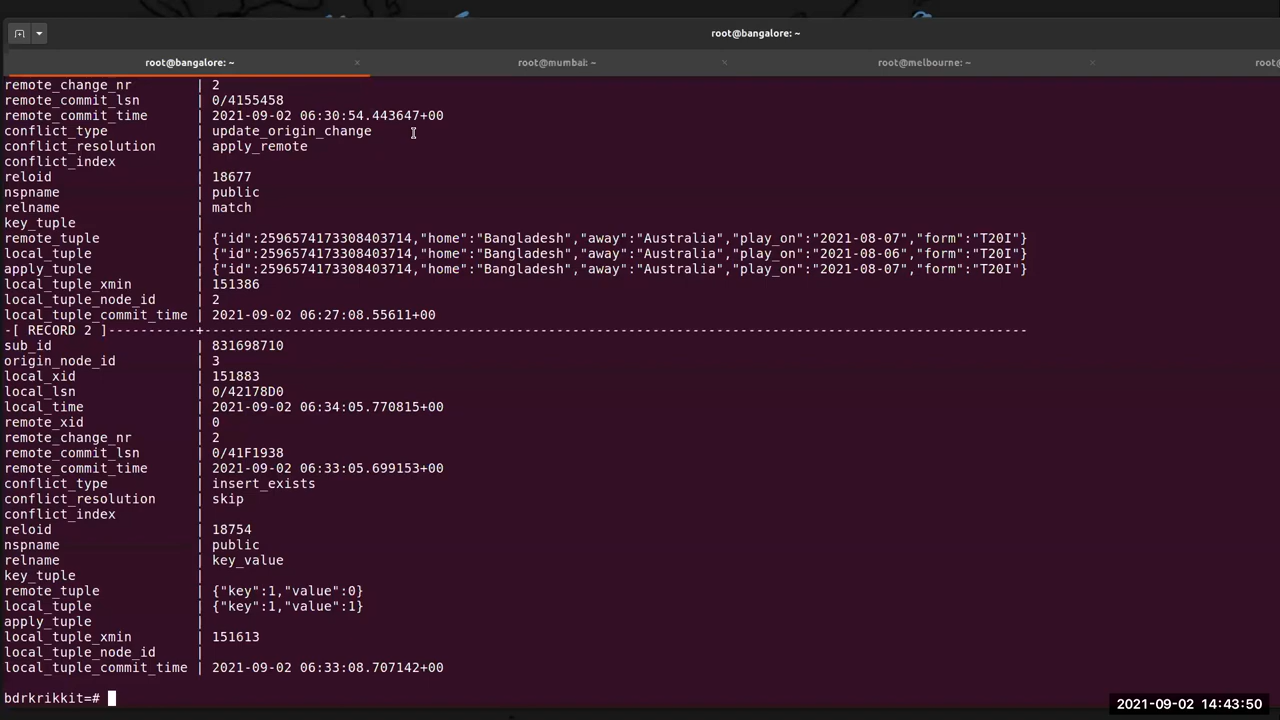 root@bangalore: ~
root@bangalore: ~ × root@mumbai: ~ × root@melbourne: ~ × root@
remote_change_nr | 2
remote_commit_lsn | 0/4155458
remote_commit_time | 2021-09-02 06:30:54.443647+00
conflict_type | update_origin_change
conflict_resolution | apply_remote
conflict_index |
reloid | 18677
nspname | public
relname | match
key_tuple |
remote_tuple | {"id":2596574173308403714,"home":"Bangladesh","away":"Australia","play_on":"2021-08-07","form":"T20I"}
local_tuple | {"id":2596574173308403714,"home":"Bangladesh","away":"Australia","play_on":"2021-08-06","form":"T20I"}
apply_tuple | {"id":2596574173308403714,"home":"Bangladesh","away":"Australia","play_on":"2021-08-07","form":"T20I"}
local_tuple_xmin | 151386
local_tuple_node_id | 2
local_tuple_commit_time | 2021-09-02 06:27:08.55611+00
-[ RECORD 2 ]-----------+-------------------------------------------------------------------------------------------------------
sub_id | 831698710
origin_node_id | 3
local_xid | 151883
local_lsn | 0/42178D0
local_time | 2021-09-02 06:34:05.770815+00
remote_xid | 0
remote_change_nr | 2
remote_commit_lsn | 0/41F1938
remote_commit_time | 2021-09-02 06:33:05.699153+00
conflict_type | insert_exists
conflict_resolution | skip
conflict_index |
reloid | 18754
nspname | public
relname | key_value
key_tuple |
remote_tuple | {"key":1,"value":0}
local_tuple | {"key":1,"value":1}
apply_tuple |
local_tuple_xmin | 151613
local_tuple_node_id |
local_tuple_commit_time | 2021-09-02 06:33:08.707142+00
bdrkrikkit=#
2021-09-02 14:43:50